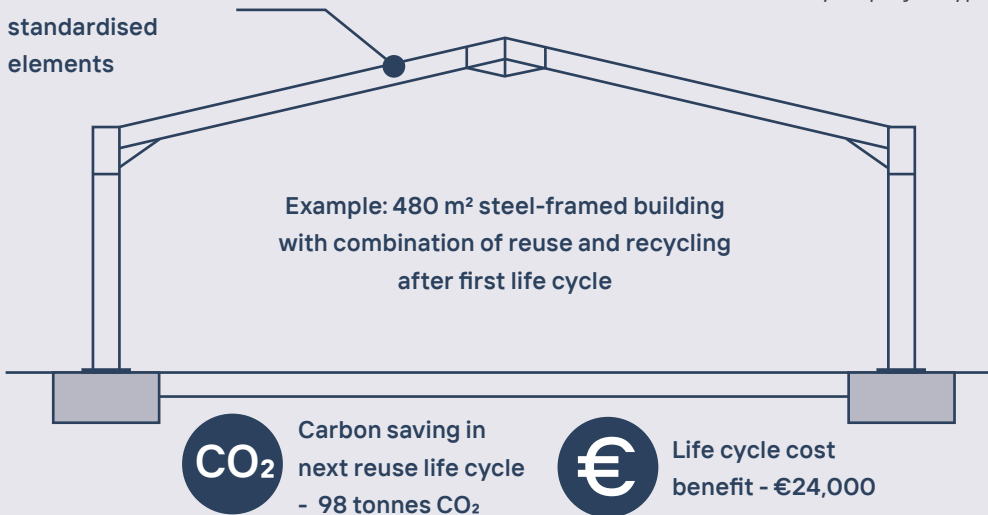 standardised
elements
Example: 480 m² steel-framed building
with combination of reuse and recycling
after first life cycle
CO₂
Carbon saving in
next reuse life cycle
- 98 tonnes CO₂
€
Life cycle cost
benefit - €24,000